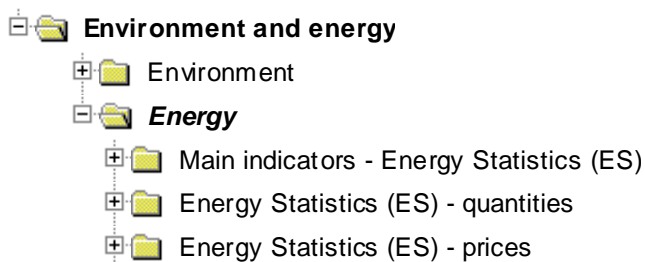 Environment and energy
Environment
Energy
Main indicators - Energy Statistics (ES)
Energy Statistics (ES) - quantities
Energy Statistics (ES) - prices